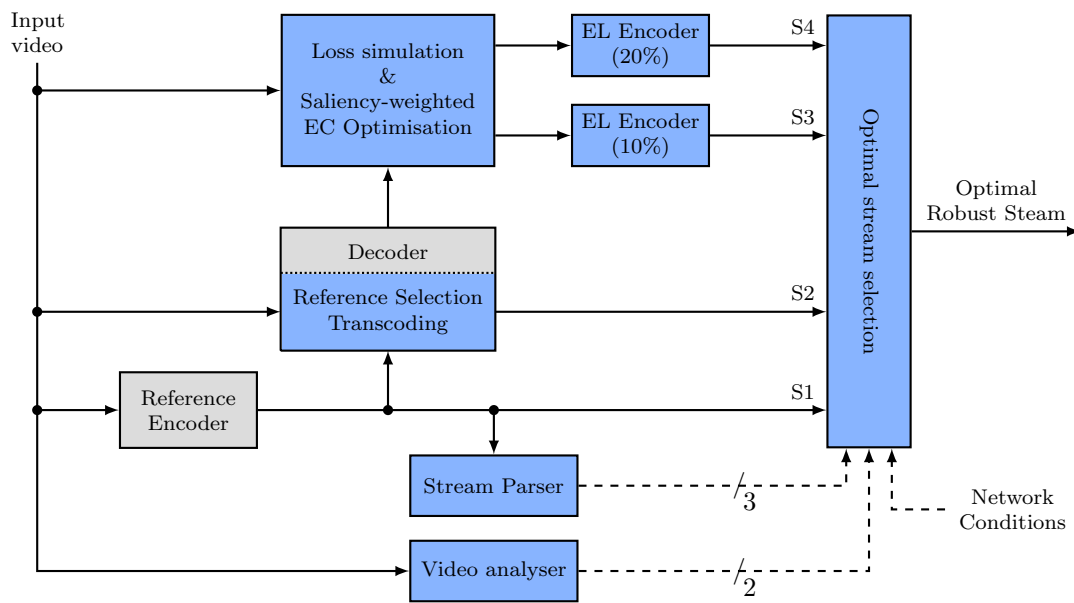 Input
video
Loss simulation
&
Saliency-weighted
EC Optimisation
EL Encoder
(20%)
S4
EL Encoder
(10%)
S3
Optimal stream selection
Optimal
Robust Steam
Decoder
Reference Selection
Transcoding
S2
Reference
Encoder
S1
Stream Parser
3
Network
Conditions
Video analyser
2